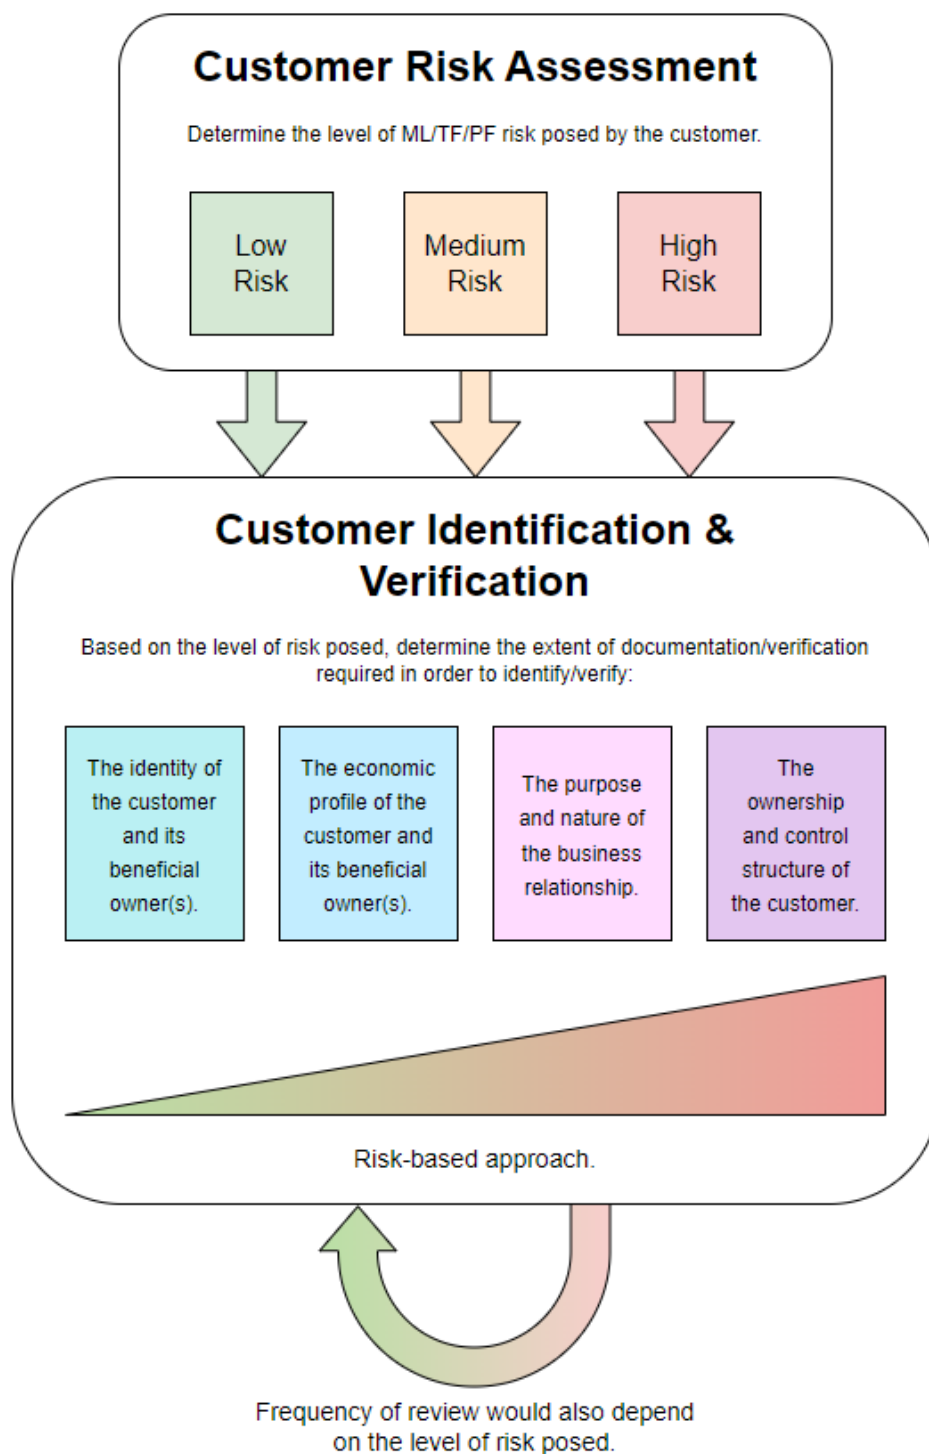 Customer Risk Assessment
Determine the level of ML/TF/PF risk posed by the customer.
Low
Risk
Medium
Risk
High
Risk
Customer Identification &
Verification
Based on the level of risk posed, determine the extent of documentation/verification
required in order to identify/verify:
The identity of
the customer
and its
beneficial
owner(s).
The economic
profile of the
customer and
its beneficial
owner(s).
The purpose
and nature of
the business
relationship.
The
ownership
and control
structure of
the customer.
Risk-based approach.
Frequency of review would also depend
on the level of risk posed.